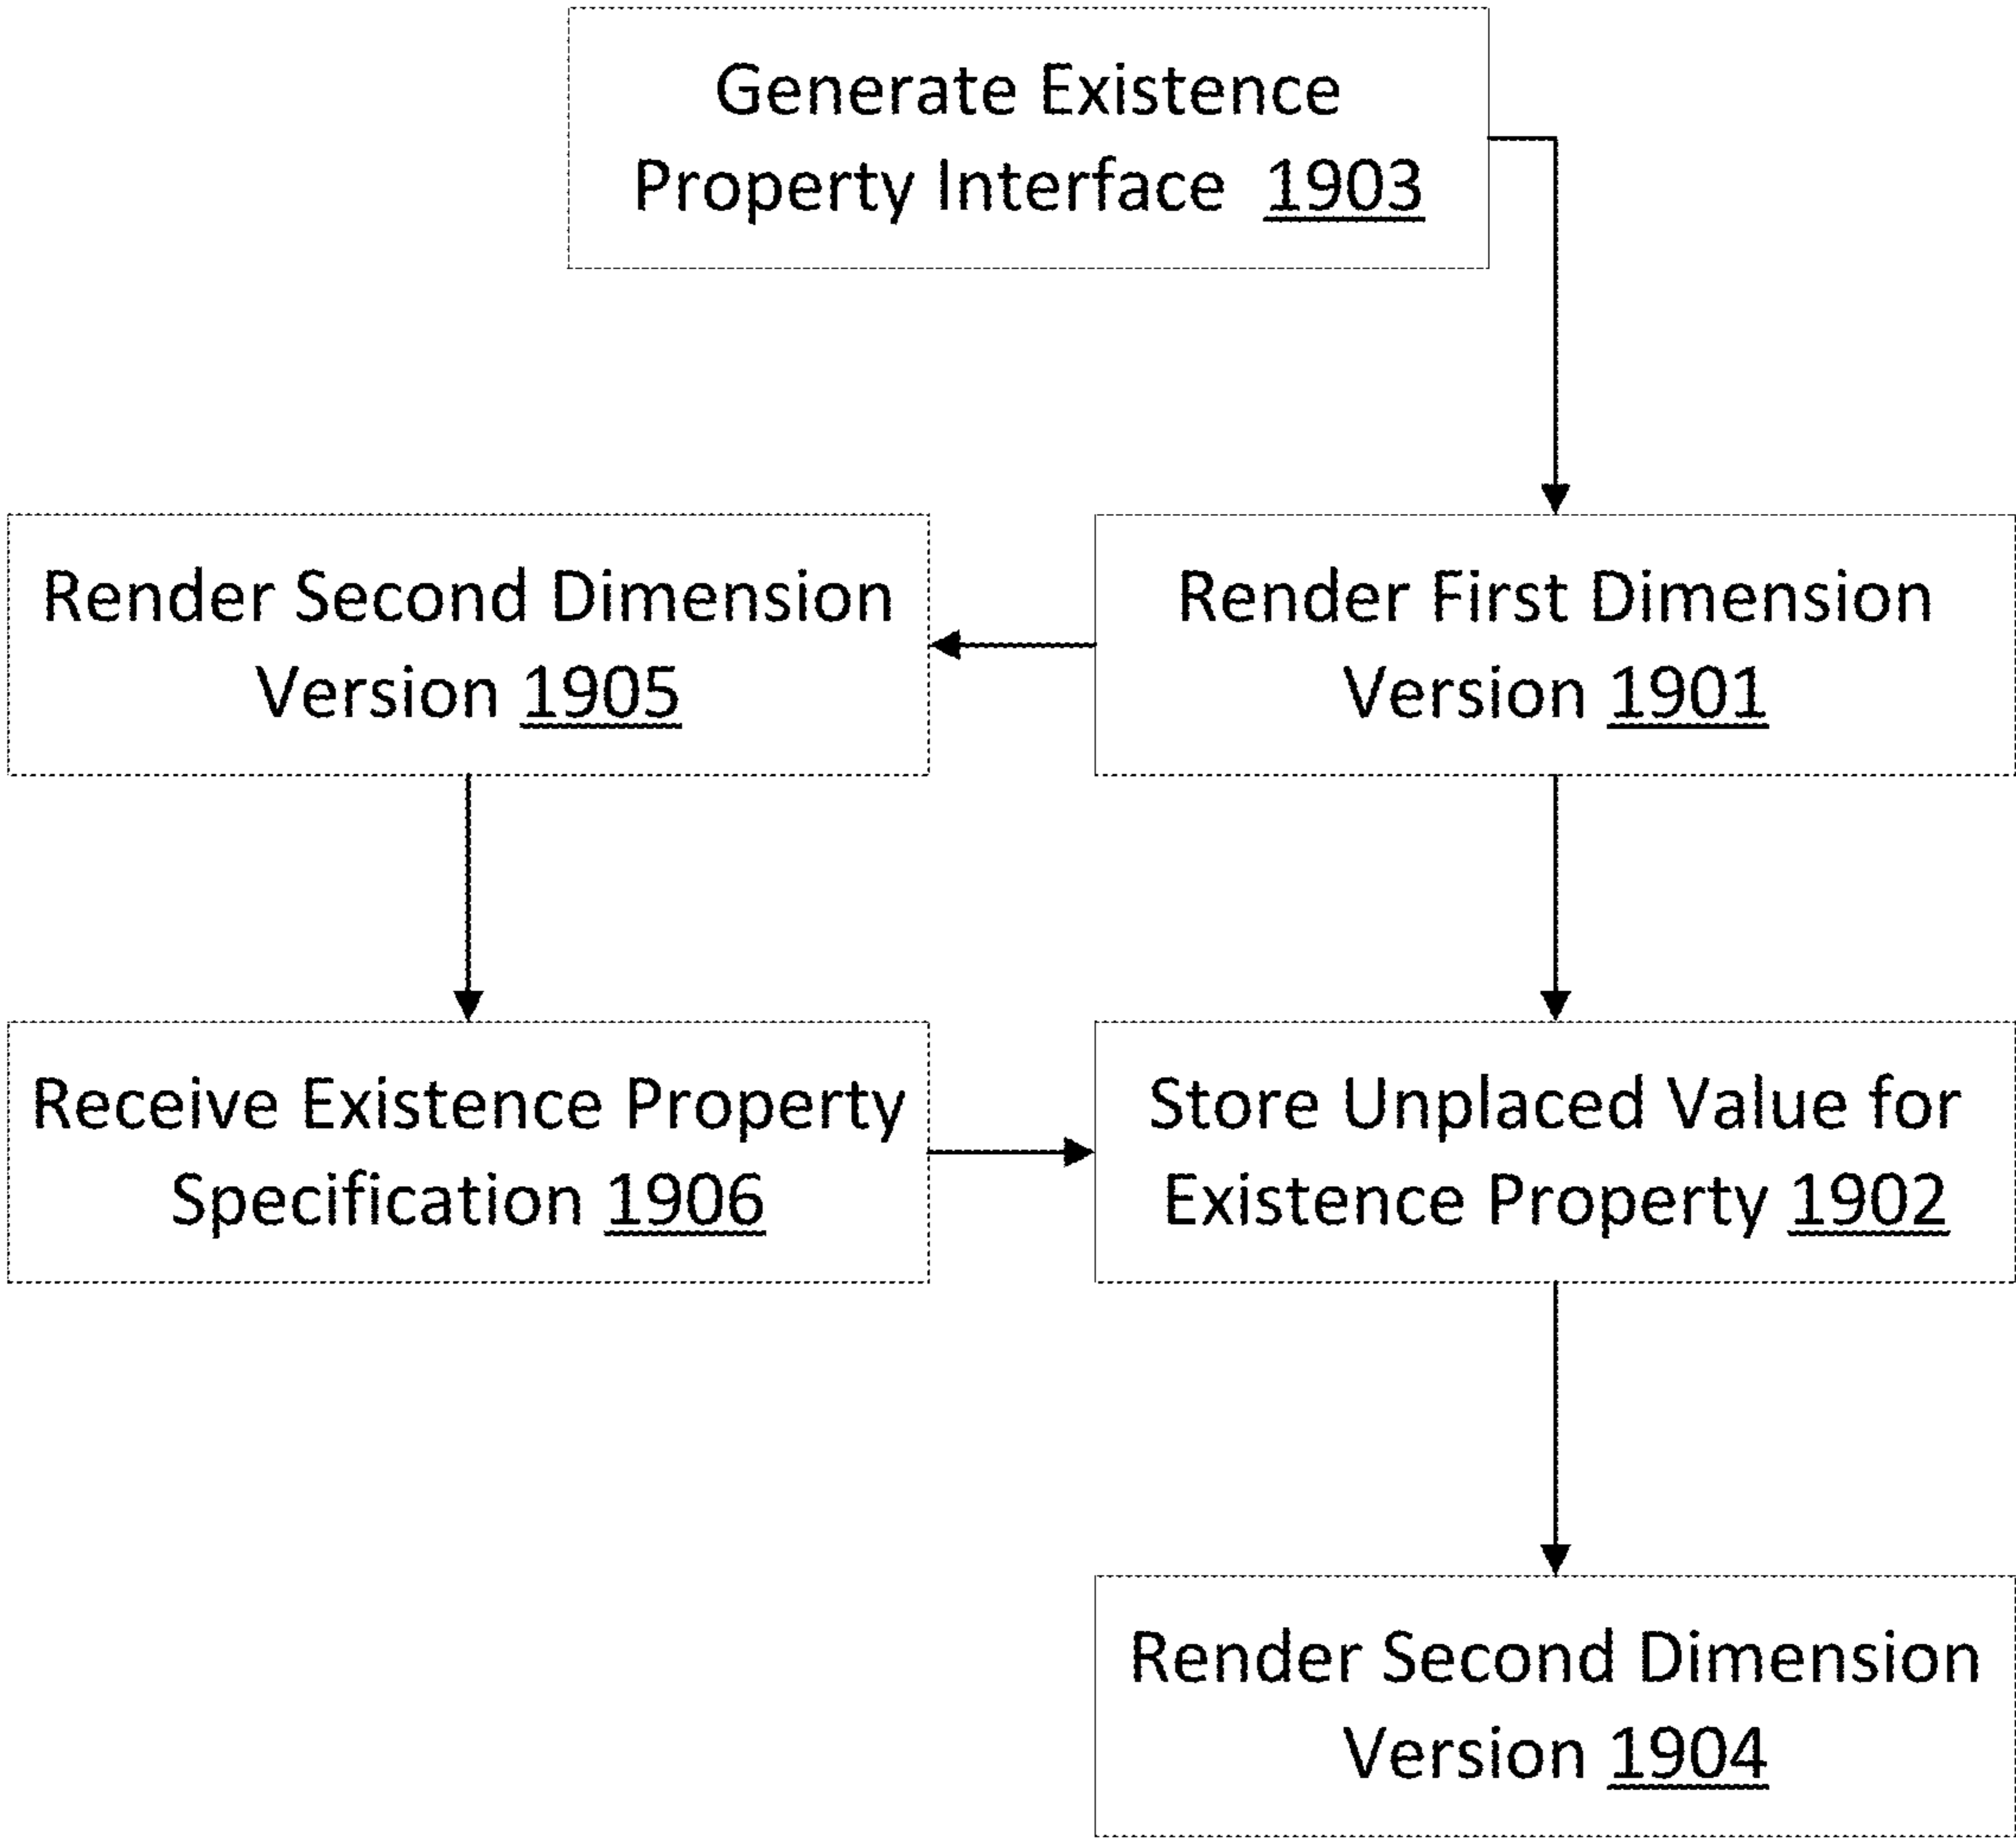 Generate Existence
Property Interface 1903
Render Second Dimension
Version 1905
Render First Dimension
Version 1901
Receive Existence Property
Specification 1906
Store Unplaced Value for
Existence Property 1902
Render Second Dimension
Version 1904